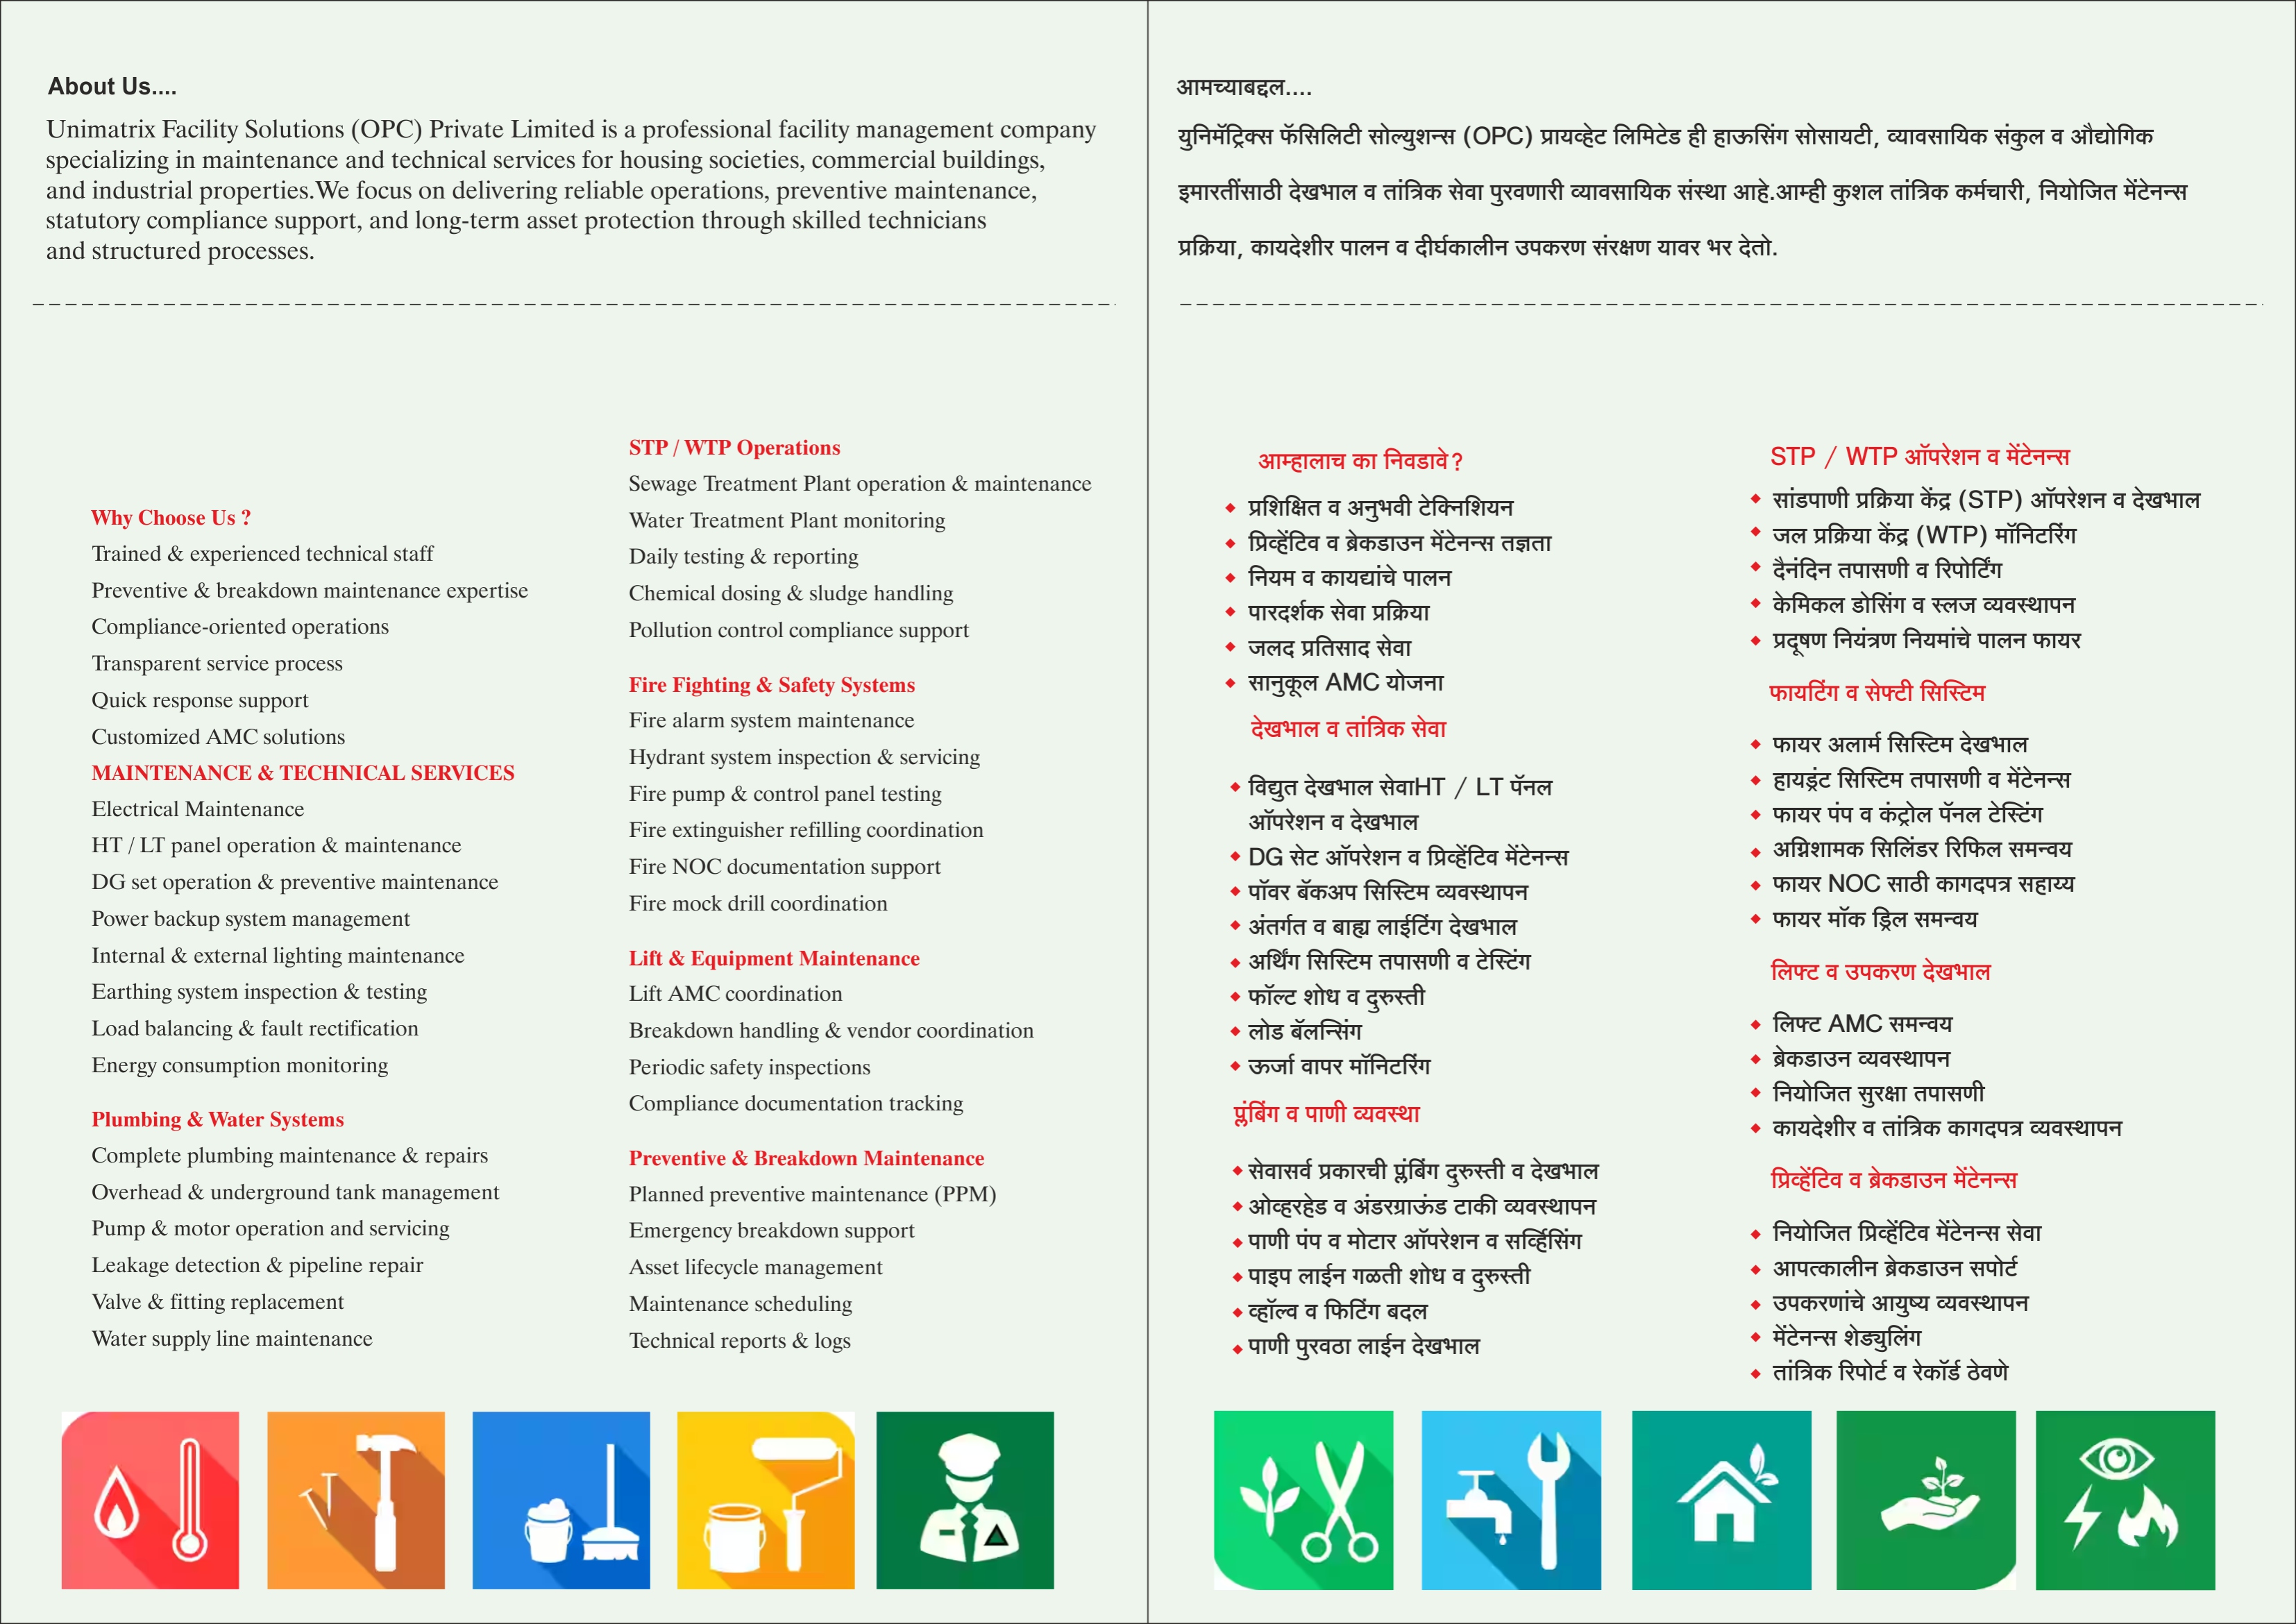 About Us....
Unimatrix Facility Solutions (OPC) Private Limited is a professional facility management company
specializing in maintenance and technical services for housing societies, commercial buildings,
and industrial properties.We focus on delivering reliable operations, preventive maintenance,
statutory compliance support, and long-term asset protection through skilled technicians
and structured processes.
Why Choose Us ?
Trained & experienced technical staff
Preventive & breakdown maintenance expertise
Compliance-oriented operations
Transparent service process
Quick response support
Customized AMC solutions
MAINTENANCE & TECHNICAL SERVICES
Electrical Maintenance
HT / LT panel operation & maintenance
DG set operation & preventive maintenance
Power backup system management
Internal & external lighting maintenance
Earthing system inspection & testing
Load balancing & fault rectification
Energy consumption monitoring
Plumbing & Water Systems
Complete plumbing maintenance & repairs
Overhead & underground tank management
Pump & motor operation and servicing
Leakage detection & pipeline repair
Valve & fitting replacement
Water supply line maintenance
STP / WTP Operations
Sewage Treatment Plant operation & maintenance
Water Treatment Plant monitoring
Daily testing & reporting
Chemical dosing & sludge handling
Pollution control compliance support
Fire Fighting & Safety Systems
Fire alarm system maintenance
Hydrant system inspection & servicing
Fire pump & control panel testing
Fire extinguisher refilling coordination
Fire NOC documentation support
Fire mock drill coordination
Lift & Equipment Maintenance
Lift AMC coordination
Breakdown handling & vendor coordination
Periodic safety inspections
Compliance documentation tracking
Preventive & Breakdown Maintenance
Planned preventive maintenance (PPM)
Emergency breakdown support
Asset lifecycle management
Maintenance scheduling
Technical reports & logs
आमच्याबद्दल....
युनिमॅट्रिक्स फॅसिलिटी सोल्युशन्स (OPC) प्रायव्हेट लिमिटेड ही हाऊसिंग सोसायटी, व्यावसायिक संकुल व औद्योगिक
इमारतींसाठी देखभाल व तांत्रिक सेवा पुरवणारी व्यावसायिक संस्था आहे.आम्ही कुशल तांत्रिक कर्मचारी, नियोजित मेंटेनन्स
प्रक्रिया, कायदेशीर पालन व दीर्घकालीन उपकरण संरक्षण यावर भर देतो.
आम्हालाच का निवडावे?
प्रशिक्षित व अनुभवी टेक्निशियन
प्रिव्हेंटिव व ब्रेकडाउन मेंटेनन्स तज्ञता
नियम व कायद्यांचे पालन
पारदर्शक सेवा प्रक्रिया
जलद प्रतिसाद सेवा
सानुकूल AMC योजना
देखभाल व तांत्रिक सेवा
विद्युत देखभाल सेवाHT / LT पॅनल
ऑपरेशन व देखभाल
DG सेट ऑपरेशन व प्रिव्हेंटिव मेंटेनन्स
पॉवर बॅकअप सिस्टिम व्यवस्थापन
अंतर्गत व बाह्य लाईटिंग देखभाल
अर्थिंग सिस्टिम तपासणी व टेस्टिंग
फॉल्ट शोध व दुरुस्ती
लोड बॅलन्सिंग
ऊर्जा वापर मॉनिटरिंग
प्लंबिंग व पाणी व्यवस्था
सेवासर्व प्रकारची प्लंबिंग दुरुस्ती व देखभाल
ओव्हरहेड व अंडरग्राऊंड टाकी व्यवस्थापन
पाणी पंप व मोटार ऑपरेशन व सर्व्हिसिंग
पाइप लाईन गळती शोध व दुरुस्ती
व्हॉल्व व फिटिंग बदल
पाणी पुरवठा लाईन देखभाल
STP / WTP ऑपरेशन व मेंटेनन्स
सांडपाणी प्रक्रिया केंद्र (STP) ऑपरेशन व देखभाल
जल प्रक्रिया केंद्र (WTP) मॉनिटरिंग
दैनंदिन तपासणी व रिपोर्टिंग
केमिकल डोसिंग व स्लज व्यवस्थापन
प्रदूषण नियंत्रण नियमांचे पालन फायर
फायटिंग व सेफ्टी सिस्टिम
फायर अलार्म सिस्टिम देखभाल
हायड्रंट सिस्टिम तपासणी व मेंटेनन्स
फायर पंप व कंट्रोल पॅनल टेस्टिंग
अग्निशामक सिलिंडर रिफिल समन्वय
फायर NOC साठी कागदपत्र सहाय्य
फायर मॉक ड्रिल समन्वय
लिफ्ट व उपकरण देखभाल
लिफ्ट AMC समन्वय
ब्रेकडाउन व्यवस्थापन
नियोजित सुरक्षा तपासणी
कायदेशीर व तांत्रिक कागदपत्र व्यवस्थापन
प्रिव्हेंटिव व ब्रेकडाउन मेंटेनन्स
नियोजित प्रिव्हेंटिव मेंटेनन्स सेवा
आपत्कालीन ब्रेकडाउन सपोर्ट
उपकरणांचे आयुष्य व्यवस्थापन
मेंटेनन्स शेड्युलिंग
तांत्रिक रिपोर्ट व रेकॉर्ड ठेवणे